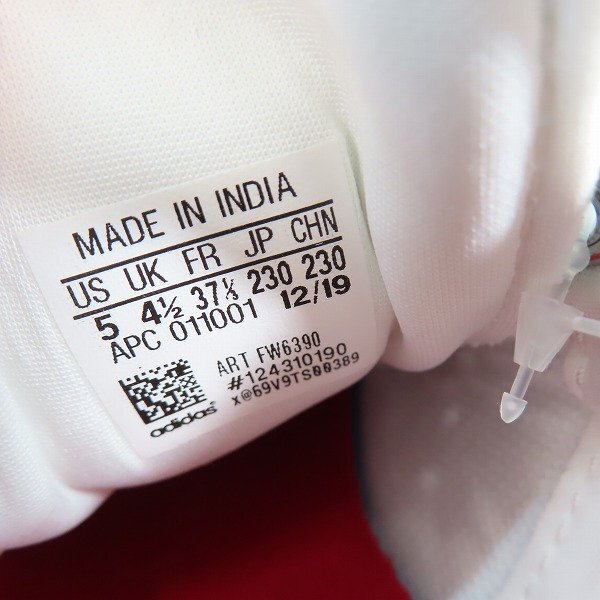 MADE IN INDIA
US UK FR JP CHN
5 4½ 37⅓ 230 230
APC 011001 12/19
ART FW6390
#124310190
x@69V9TS00389
adidas